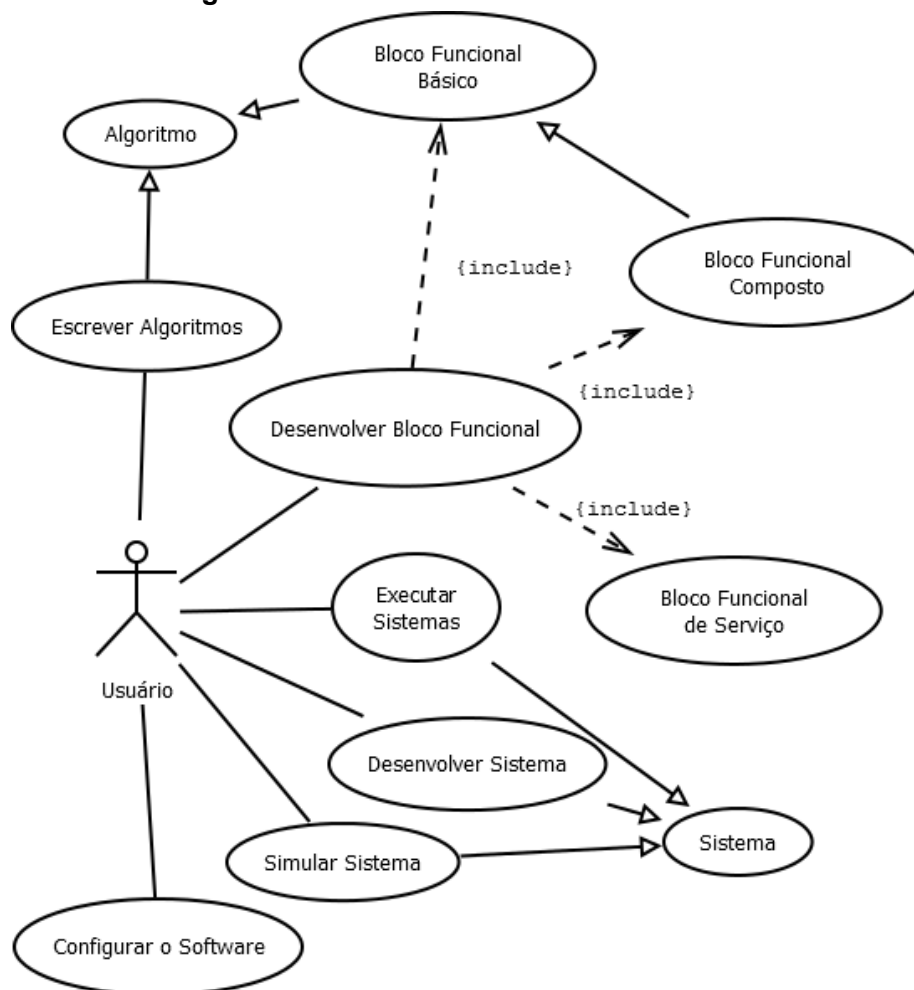 Bloco Funcional
Básico
Algoritmo
Bloco Funcional
Composto
{include}
Escrever Algoritmos
{include}
Desenvolver Bloco Funcional
{include}
Executar
Sistemas
Bloco Funcional
de Serviço
Usuário
Desenvolver Sistema
Sistema
Simular Sistema
Configurar o Software